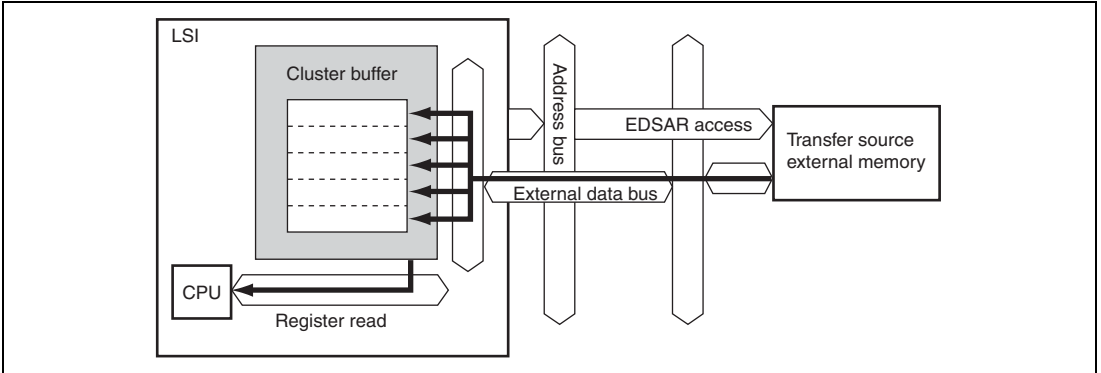 LSI
Cluster buffer
Address bus
EDSAR access
Transfer source
external memory
External data bus
CPU
Register read